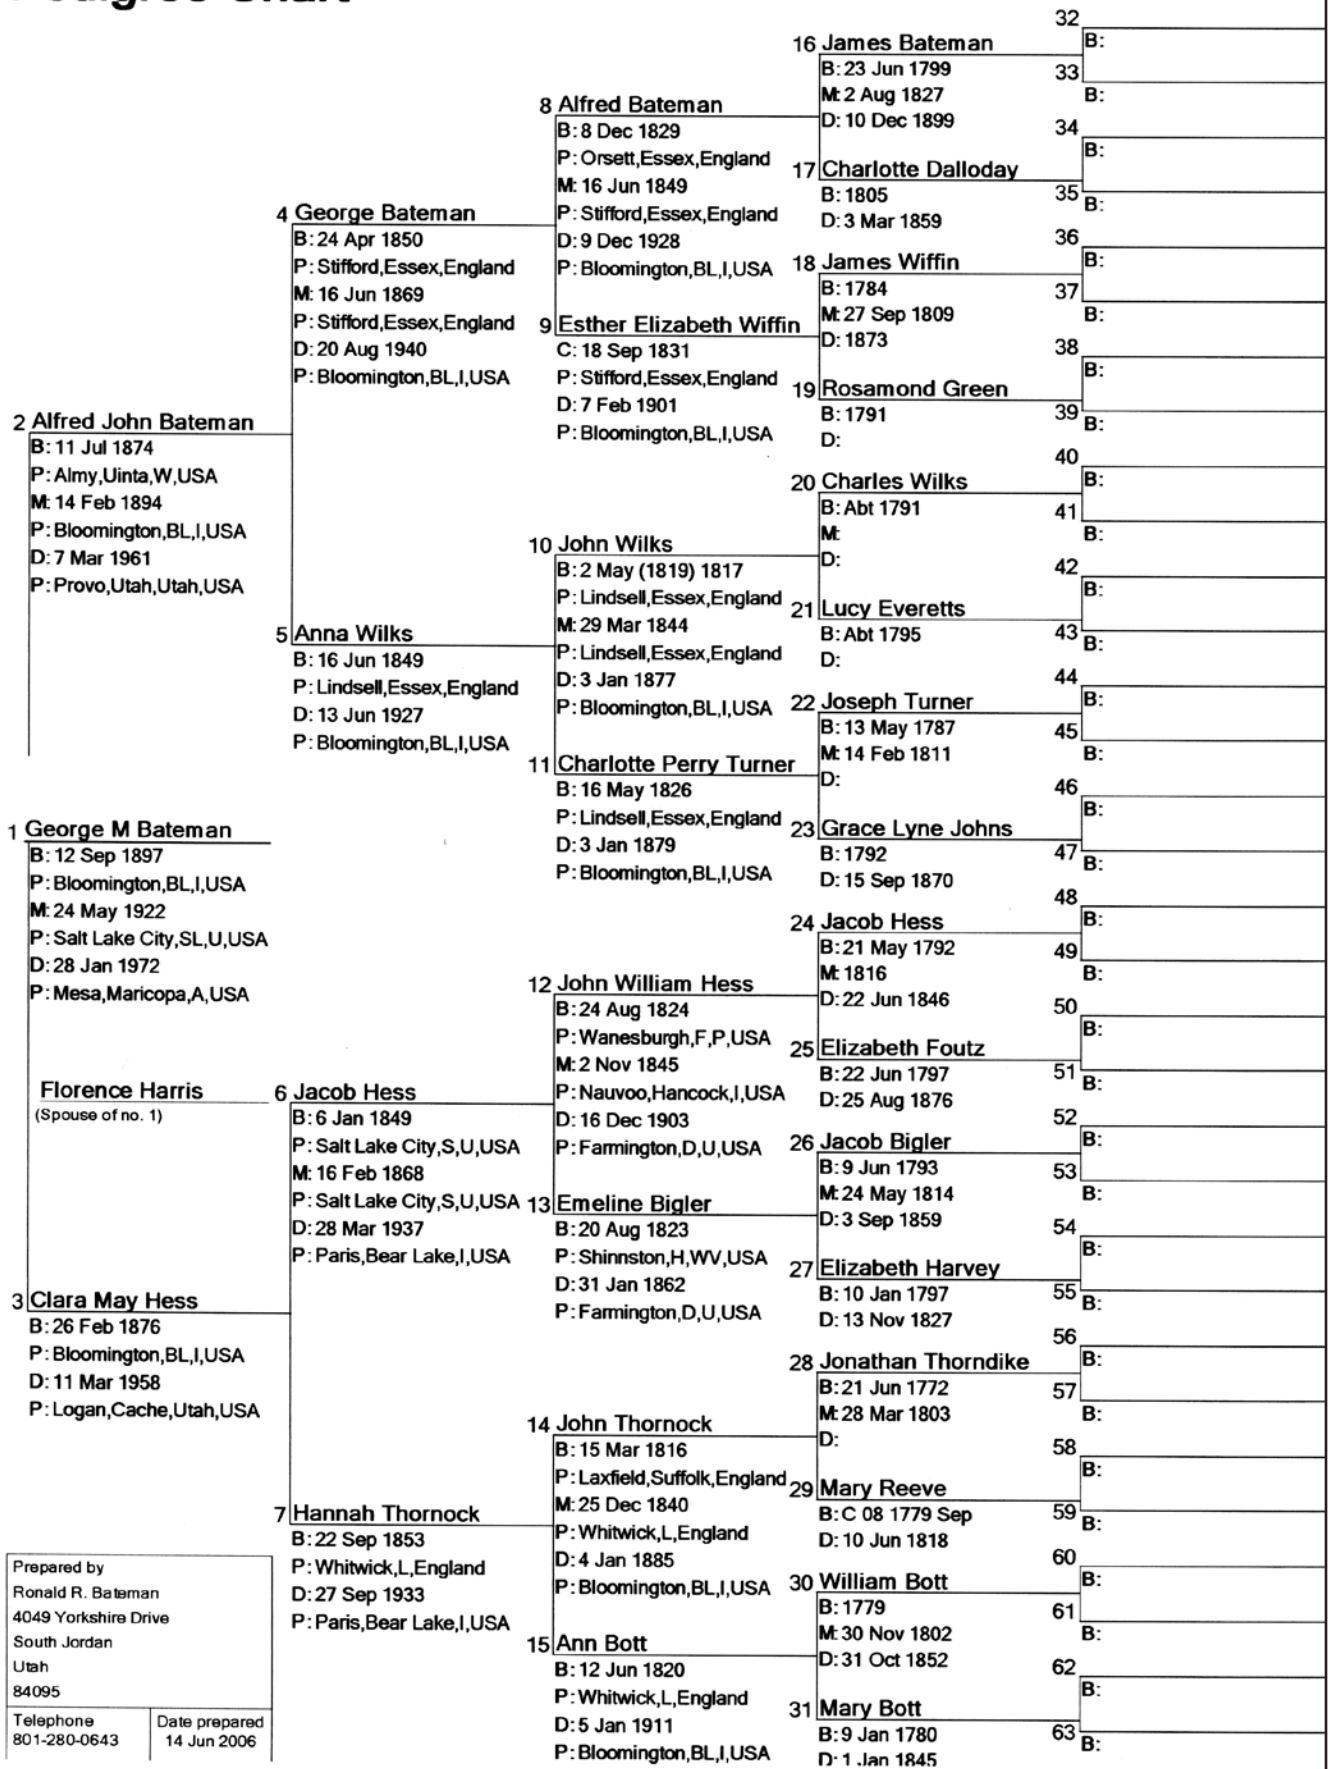 Pedigree Chart
1 George M Bateman
B: 12 Sep 1897
P: Bloomington,BL,I,USA
M: 24 May 1922
P: Salt Lake City,SL,U,USA
D: 28 Jan 1972
P: Mesa,Maricopa,A,USA
Florence Harris
(Spouse of no. 1)
2 Alfred John Bateman
B: 11 Jul 1874
P: Almy,Uinta,W,USA
M: 14 Feb 1894
P: Bloomington,BL,I,USA
D: 7 Mar 1961
P: Provo,Utah,Utah,USA
3 Clara May Hess
B: 26 Feb 1876
P: Bloomington,BL,I,USA
D: 11 Mar 1958
P: Logan,Cache,Utah,USA
4 George Bateman
B: 24 Apr 1850
P: Stifford,Essex,England
M: 16 Jun 1869
P: Stifford,Essex,England
D: 20 Aug 1940
P: Bloomington,BL,I,USA
5 Anna Wilks
B: 16 Jun 1849
P: Lindsell,Essex,England
D: 13 Jun 1927
P: Bloomington,BL,I,USA
6 Jacob Hess
B: 6 Jan 1849
P: Salt Lake City,S,U,USA
M: 16 Feb 1868
P: Salt Lake City,S,U,USA
D: 28 Mar 1937
P: Paris,Bear Lake,I,USA
7 Hannah Thornock
B: 22 Sep 1853
P: Whitwick,L,England
D: 27 Sep 1933
P: Paris,Bear Lake,I,USA
8 Alfred Bateman
B: 8 Dec 1829
P: Orsett,Essex,England
M: 16 Jun 1849
P: Stifford,Essex,England
D: 9 Dec 1928
P: Bloomington,BL,I,USA
9 Esther Elizabeth Wiffin
C: 18 Sep 1831
P: Stifford,Essex,England
D: 7 Feb 1901
P: Bloomington,BL,I,USA
10 John Wilks
B: 2 May (1819) 1817
P: Lindsell,Essex,England
M: 29 Mar 1844
P: Lindsell,Essex,England
D: 3 Jan 1877
P: Bloomington,BL,I,USA
11 Charlotte Perry Turner
B: 16 May 1826
P: Lindsell,Essex,England
D: 3 Jan 1879
P: Bloomington,BL,I,USA
12 John William Hess
B: 24 Aug 1824
P: Wanesburgh,F,P,USA
M: 2 Nov 1845
P: Nauvoo,Hancock,I,USA
D: 16 Dec 1903
P: Farmington,D,U,USA
13 Emeline Bigler
B: 20 Aug 1823
P: Shinnston,H,WV,USA
D: 31 Jan 1862
P: Farmington,D,U,USA
14 John Thornock
B: 15 Mar 1816
P: Laxfield,Suffolk,England
M: 25 Dec 1840
P: Whitwick,L,England
D: 4 Jan 1885
P: Bloomington,BL,I,USA
15 Ann Bott
B: 12 Jun 1820
P: Whitwick,L,England
D: 5 Jan 1911
P: Bloomington,BL,I,USA
16 James Bateman
B: 23 Jun 1799
M: 2 Aug 1827
D: 10 Dec 1899
17 Charlotte Dalloday
B: 1805
D: 3 Mar 1859
18 James Wiffin
B: 1784
M: 27 Sep 1809
D: 1873
19 Rosamond Green
B: 1791
D:
20 Charles Wilks
B: Abt 1791
M:
D:
21 Lucy Everetts
B: Abt 1795
D:
22 Joseph Turner
B: 13 May 1787
M: 14 Feb 1811
D:
23 Grace Lyne Johns
B: 1792
D: 15 Sep 1870
24 Jacob Hess
B: 21 May 1792
M: 1816
D: 22 Jun 1846
25 Elizabeth Foutz
B: 22 Jun 1797
D: 25 Aug 1876
26 Jacob Bigler
B: 9 Jun 1793
M: 24 May 1814
D: 3 Sep 1859
27 Elizabeth Harvey
B: 10 Jan 1797
D: 13 Nov 1827
28 Jonathan Thorndike
B: 21 Jun 1772
M: 28 Mar 1803
D:
29 Mary Reeve
B: C 08 1779 Sep
D: 10 Jun 1818
30 William Bott
B: 1779
M: 30 Nov 1802
D: 31 Oct 1852
31 Mary Bott
B: 9 Jan 1780
D: 1 Jan 1845
32
B:
33
B:
34
B:
35
B:
36
B:
37
B:
38
B:
39
B:
40
B:
41
B:
42
B:
43
B:
44
B:
45
B:
46
B:
47
B:
48
B:
49
B:
50
B:
51
B:
52
B:
53
B:
54
B:
55
B:
56
B:
57
B:
58
B:
59
B:
60
B:
61
B:
62
B:
63
B:
Prepared by
Ronald R. Bateman
4049 Yorkshire Drive
South Jordan
Utah
84095
Telephone
801-280-0643
Date prepared
14 Jun 2006